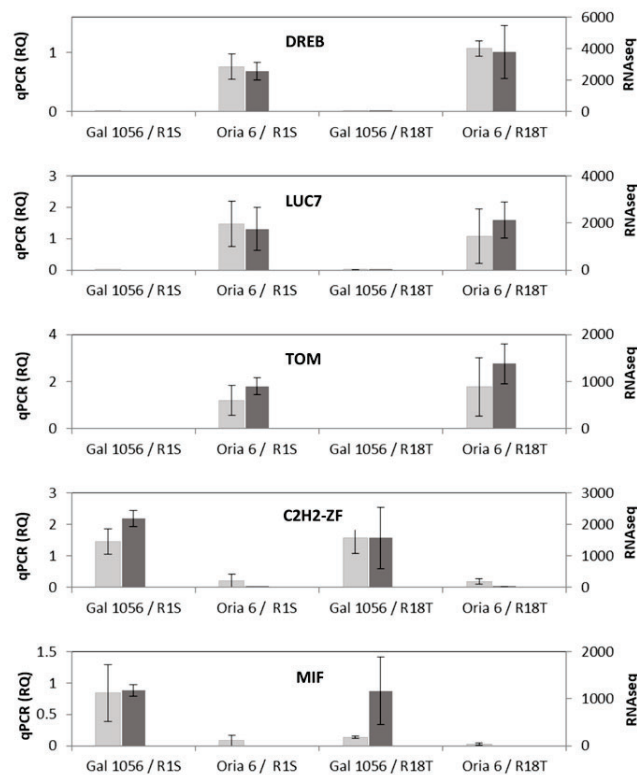 DREB
qPCR (RQ)
1
0
6000
4000
2000
0
RNAseq
Gal 1056 / R1S Oria 6 / R1S Gal 1056 / R18T Oria 6 / R18T
LUC7
qPCR (RQ)
3
2
1
0
4000
2000
0
RNAseq
Gal 1056 / R1S Oria 6 / R1S Gal 1056 / R18T Oria 6 / R18T
TOM
qPCR (RQ)
4
2
0
2000
1000
0
RNAseq
Gal 1056 / R1S Oria 6 / R1S Gal 1056 / R18T Oria 6 / R18T
C2H2-ZF
qPCR (RQ)
3
2
1
0
3000
2000
1000
0
RNAseq
Gal 1056 / R1S Oria 6 / R1S Gal 1056 / R18T Oria 6 / R18T
MIF
qPCR (RQ)
1.5
1
0.5
0
2000
1000
0
RNAseq
Gal 1056 / R1S Oria 6 / R1S Gal 1056 / R18T Oria 6 / R18T